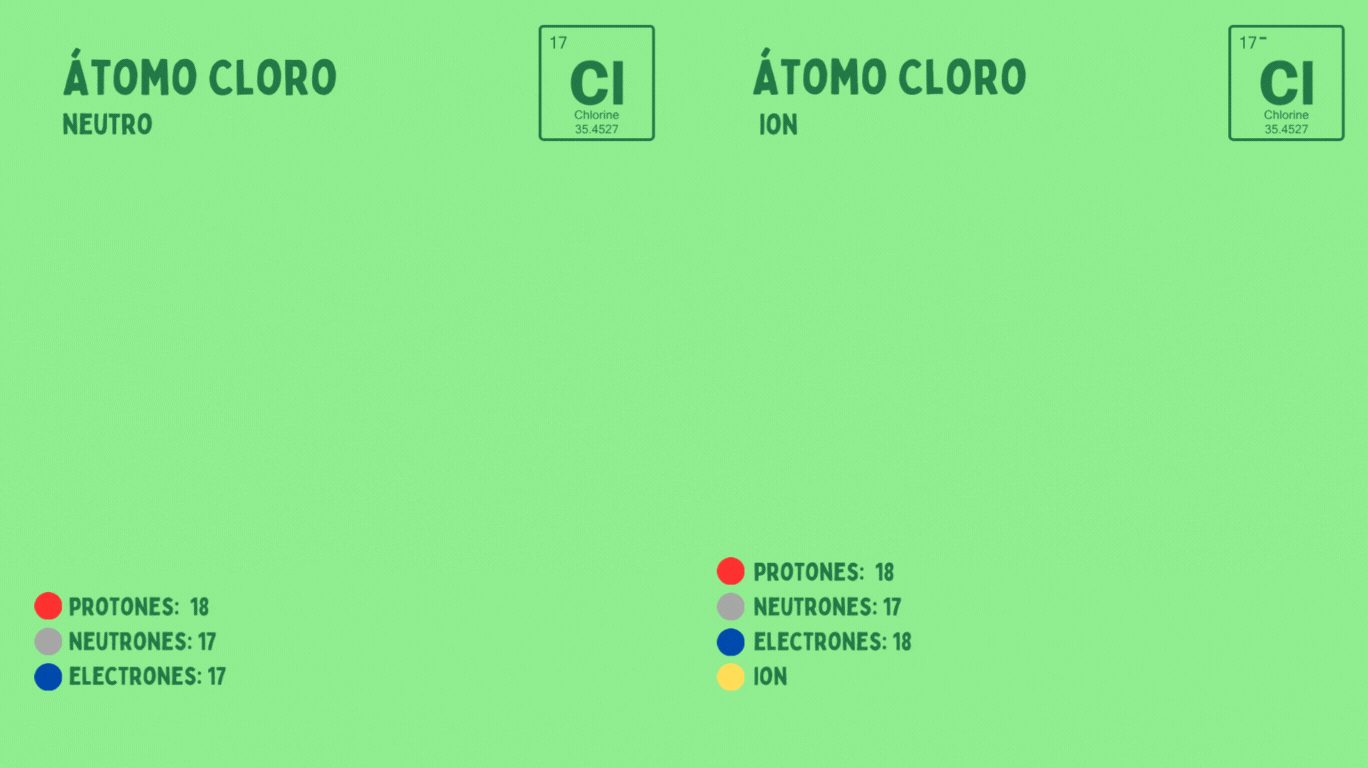 ÁTOMO CLORO
NEUTRO
17
Cl
Chlorine
35.4527
PROTONES: 18
NEUTRONES: 17
ELECTRONES: 17
ÁTOMO CLORO
ION
17-
Cl
Chlorine
35.4527
PROTONES: 18
NEUTRONES: 17
ELECTRONES: 18
ION